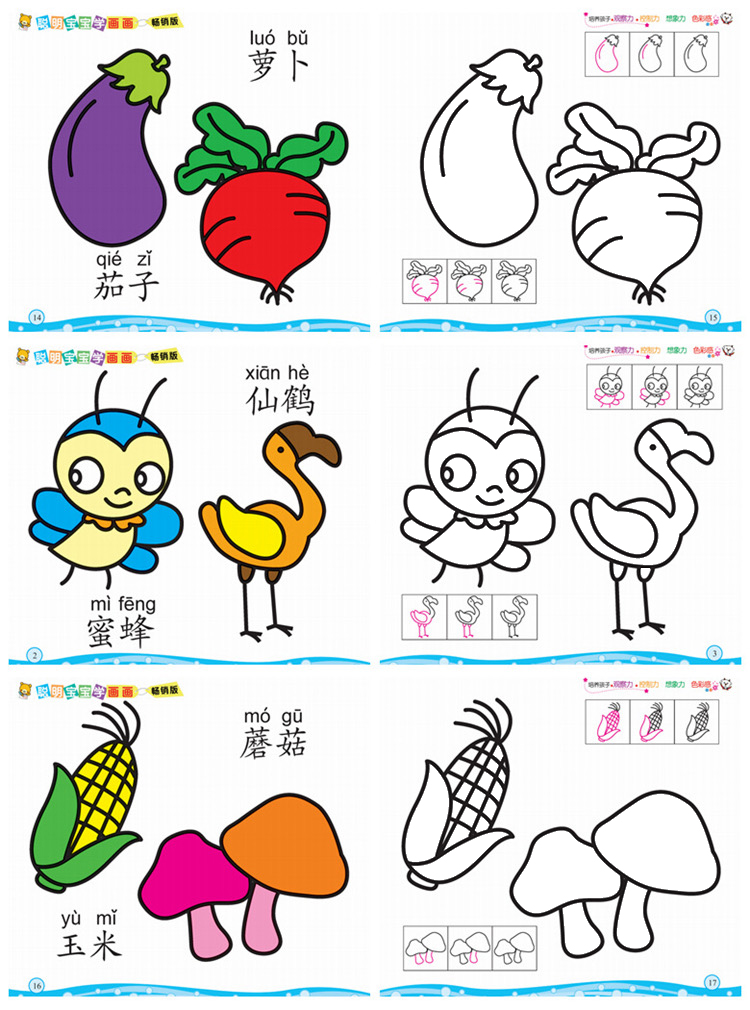 聪明宝宝学画画 畅销版
luó bǔ
萝卜
qié zǐ
茄子
14
培养孩子 观察力 控制力 想象力 色彩感
15
聪明宝宝学画画 畅销版
xiān hè
仙鹤
mì fēng
蜜蜂
2
培养孩子 观察力 控制力 想象力 色彩感
3
聪明宝宝学画画 畅销版
mó gū
蘑菇
yù mǐ
玉米
16
培养孩子 观察力 控制力 想象力 色彩感
17